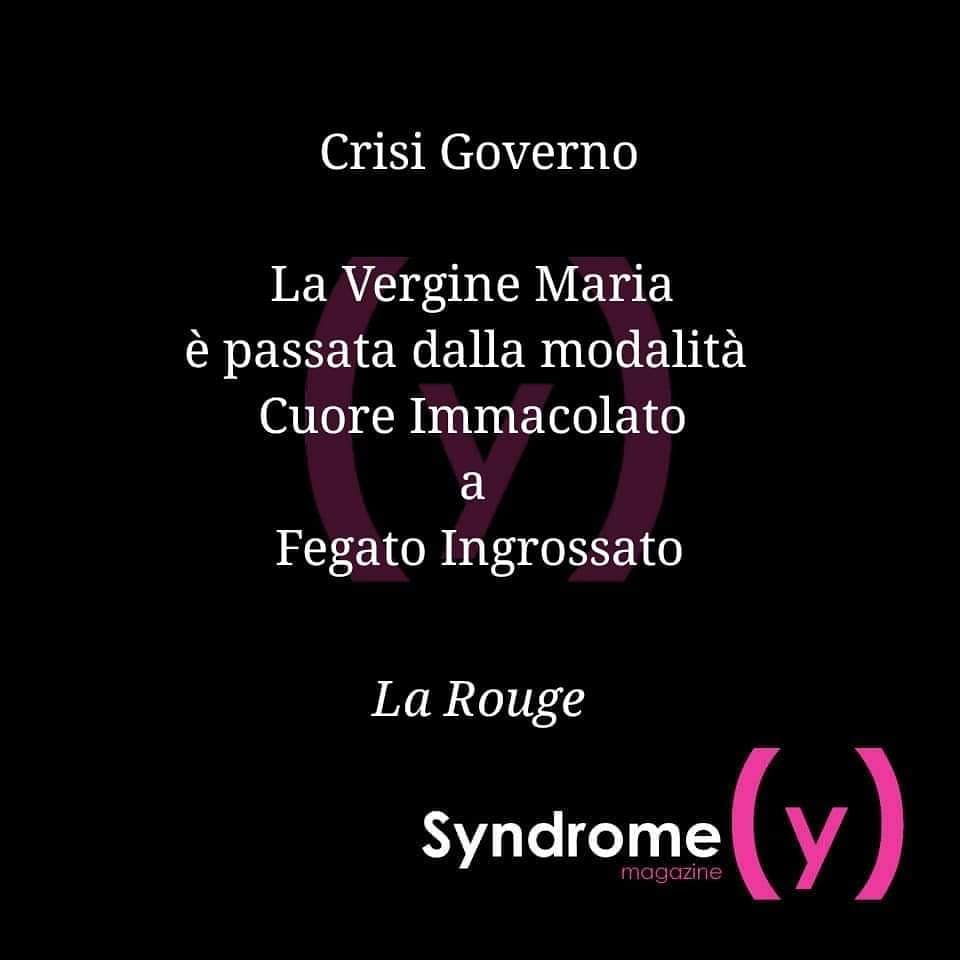 Crisi Governo
La Vergine Maria
è passata dalla modalità
Cuore Immacolato
a
Fegato Ingrossato
La Rouge
Syndrome (y)
magazine